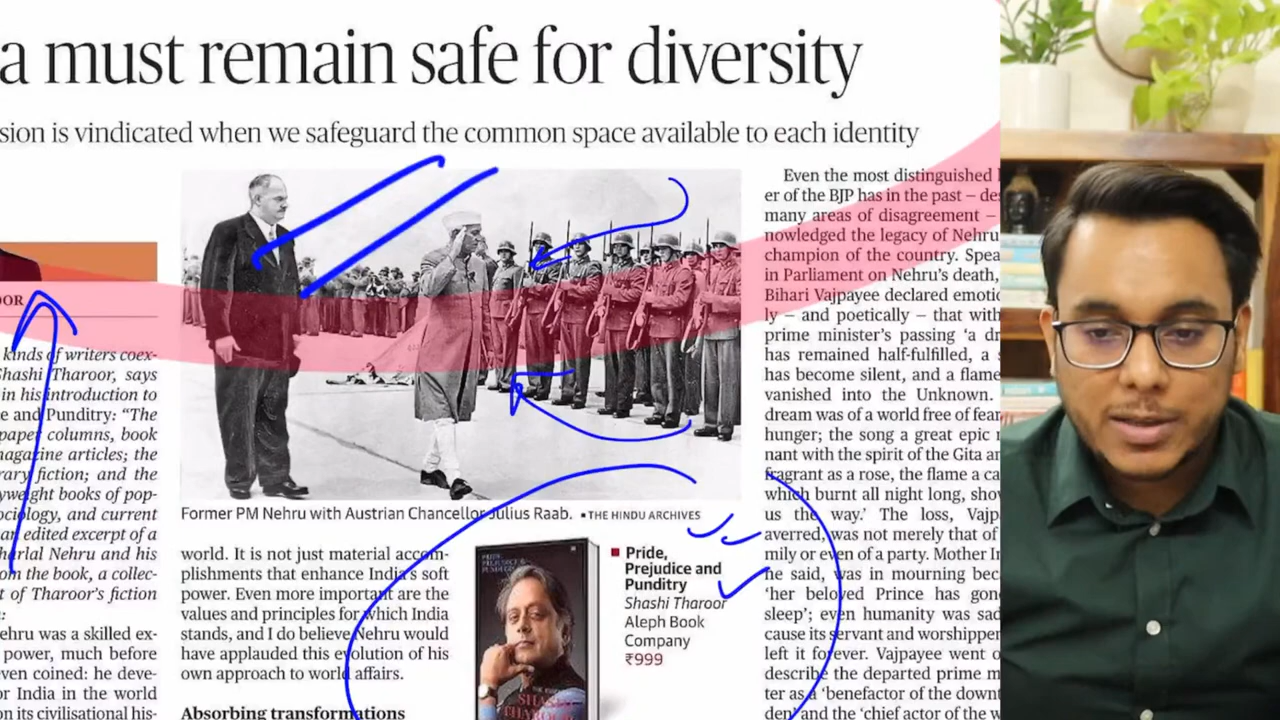 a must remain safe for diversity
sion is vindicated when we safeguard the common space available to each identity
OOR
kinds of writers coex-
Shashi Tharoor, says
in his introduction to
e and Punditry: “The
paper columns, book
magazine articles; the
rary fiction; and the
yweight books of pop-
ociology, and current
an edited excerpt of a
harlal Nehru and his
om the book, a collec-
t of Tharoor’s fiction
ehru was a skilled ex-
power, much before
ven coined: he deve-
or India in the world
on its civilisational his-
Former PM Nehru with Austrian Chancellor Julius Raab. ▪ THE HINDU ARCHIVES
world. It is not just material accom-
plishments that enhance India’s soft
power. Even more important are the
values and principles for which India
stands, and I do believe Nehru would
have applauded this evolution of his
own approach to world affairs.
Absorbing transformations
PRIDE,
PREJUDICE &
PUNDITRY
SHASHI
THAROOR
Pride,
Prejudice and
Punditry
Shashi Tharoor
Aleph Book
Company
₹999
Even the most distinguished
er of the BJP has in the past – des
many areas of disagreement –
nowledged the legacy of Nehru
champion of the country. Spea
in Parliament on Nehru’s death,
Bihari Vajpayee declared emotio
ly – and poetically – that with
prime minister’s passing ‘a dr
has remained half-fulfilled, a s
has become silent, and a flame
vanished into the Unknown.
dream was of a world free of fear
hunger; the song a great epic
nant with the spirit of the Gita an
fragrant as a rose, the flame a ca
which burnt all night long, sho
us the way.’ The loss, Vajp
averred, was not merely that of
mily or even of a party. Mother In
he said, was in mourning bec
‘her beloved Prince has gon
sleep’; even humanity was sad
cause its servant and worshipper
left it forever. Vajpayee went o
describe the departed prime m
ter as a ‘benefactor of the downt
den’ and the ‘chief actor of the w